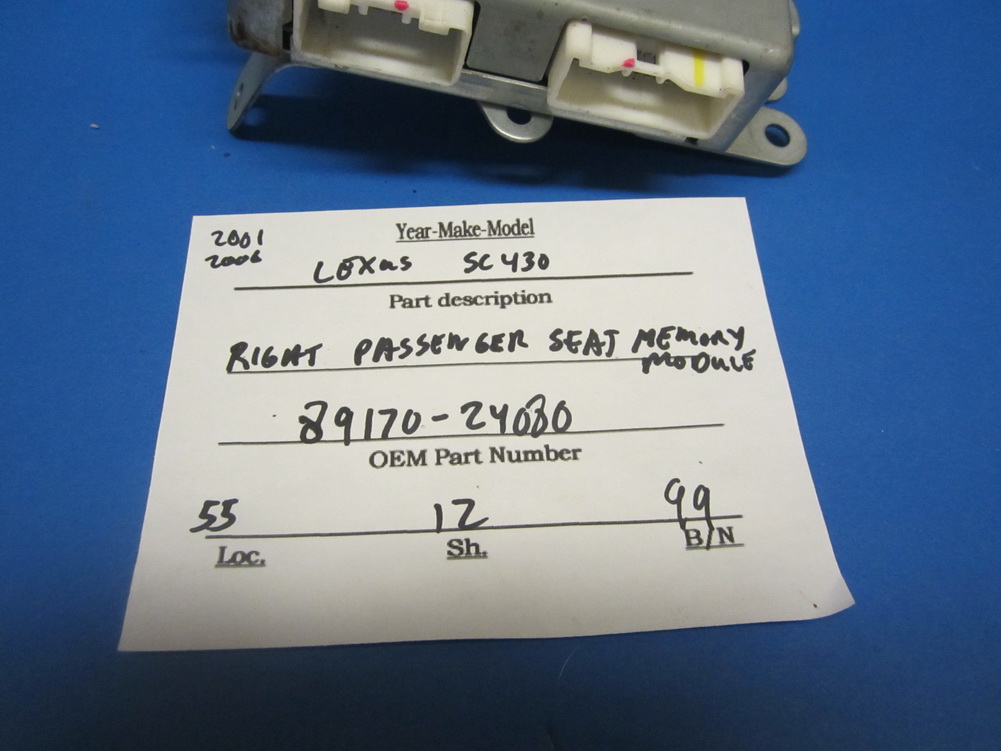 2001
2006
Year-Make-Model
LEXus SC430
Part description
RIGHT PASSENGER SEAT MEMORY
MODULE
89170-24080
OEM Part Number
55 12 99
Loc. Sh. B/N